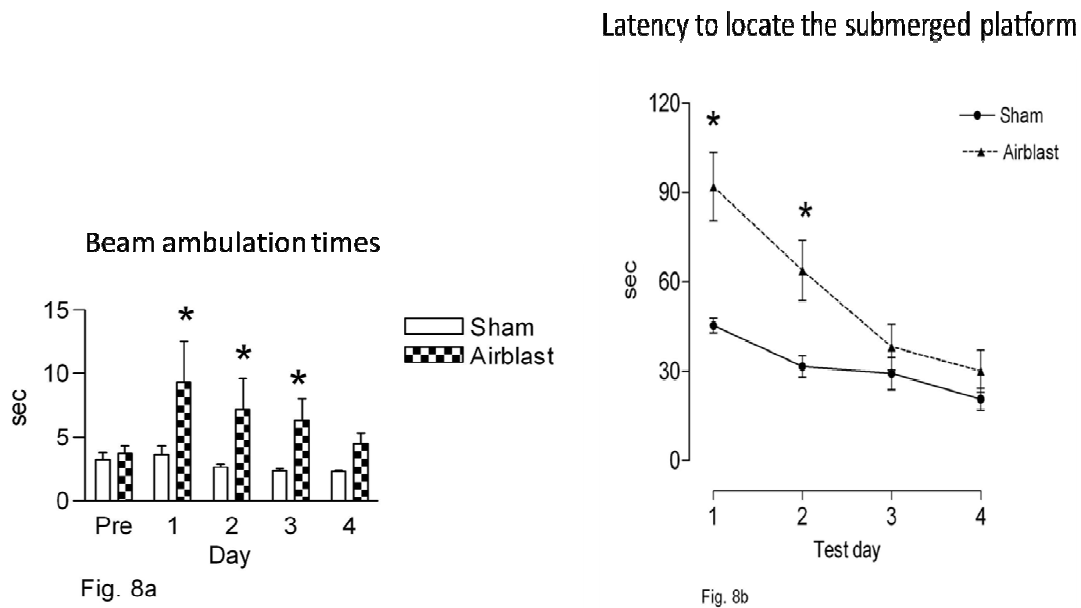 Beam ambulation times
15
10
5
0
sec
* * *
Sham
Airblast
Pre 1 2 3 4
Day
Fig. 8a
Latency to locate the submerged platform
120
90
60
30
0
sec
* *
Sham
Airblast
1 2 3 4
Test day
Fig. 8b